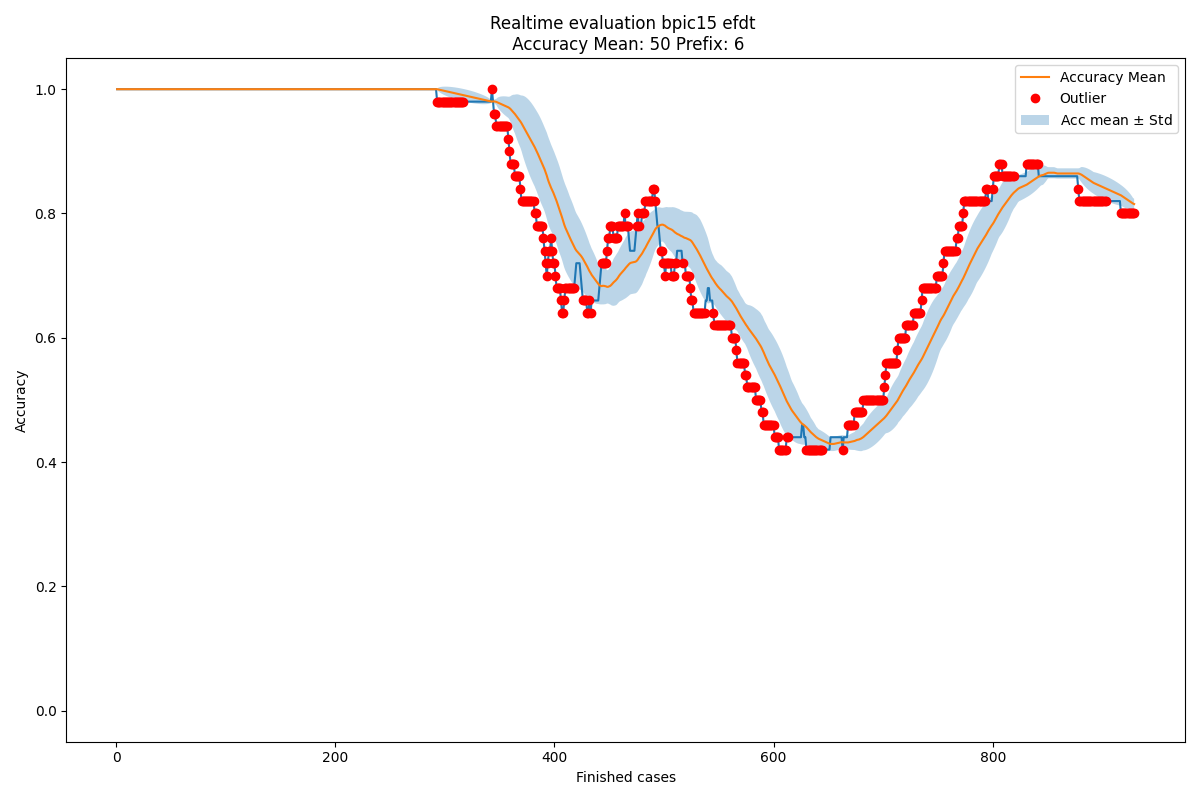 Realtime evaluation bpic15 efdt
Accuracy Mean: 50 Prefix: 6
Accuracy Mean
Outlier
Acc mean ± Std
1.0
0.8
0.6
0.4
0.2
0.0
Accuracy
0
200
400
600
800
Finished cases